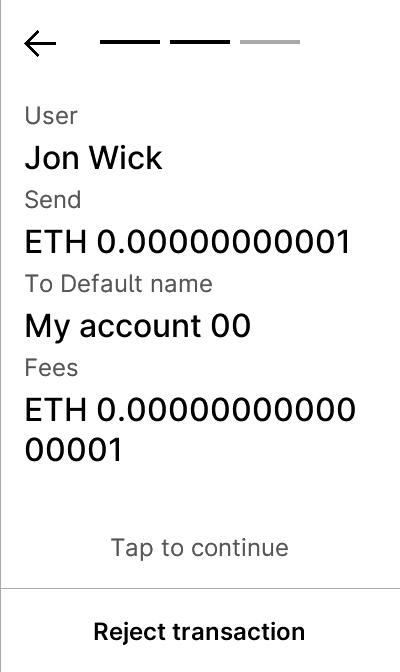 User
Jon Wick
Send
ETH 0.00000000001
To Default name
My account 00
Fees
ETH 0.00000000000
00001
Tap to continue
Reject transaction